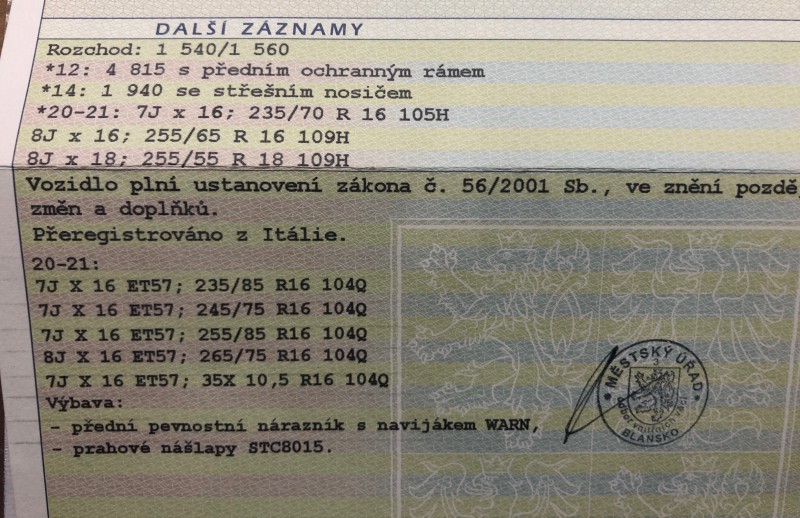 DALŠÍ ZÁZNAMY
Rozchod: 1 540/1 560
*12: 4 815 s předním ochranným rámem
*14: 1 940 se střešním nosičem
*20-21: 7J x 16; 235/70 R 16 105H
8J x 16; 255/65 R 16 109H
8J x 18; 255/55 R 18 109H
Vozidlo plní ustanovení zákona č. 56/2001 Sb., ve znění pozdě
změn a doplňků.
Přeregistrováno z Itálie.
20-21:
7J X 16 ET57; 235/85 R16 104Q
7J X 16 ET57; 245/75 R16 104Q
7J X 16 ET57; 255/85 R16 104Q
8J X 16 ET57; 265/75 R16 104Q
7J X 16 ET57; 35X 10,5 R16 104Q
Výbava:
- přední pevnostní nárazník s navijákem WARN,
- prahové nášlapy STC8015.
MĚSTSKÝ ÚŘAD
3
odbor vnitřních věcí
BLANSKO